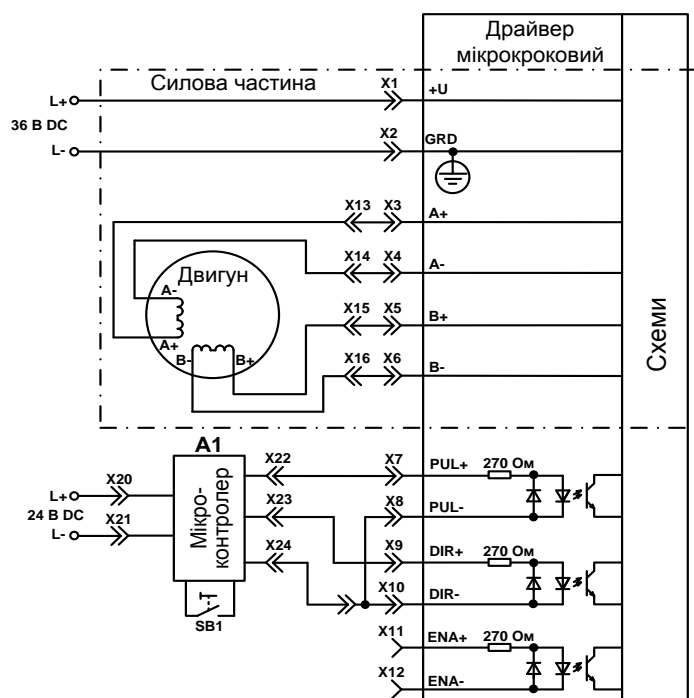 Драйвер
мікрокроковий
Силова частина
X1
+U
L+
36 В DC
X2
GRD
L-
X13
X3
A+
X14
X4
A-
Двигун
A-
X15
X5
B+
A+
B-
B+
X16
X6
B-
Схеми
A1
X22
X7
PUL+
270 Ом
X20
L+
X23
X8
PUL-
24 В DC
X21
L-
Мікро-
контролер
X24
X9
DIR+
270 Ом
X10
DIR-
SB1
X11
ENA+
270 Ом
X12
ENA-